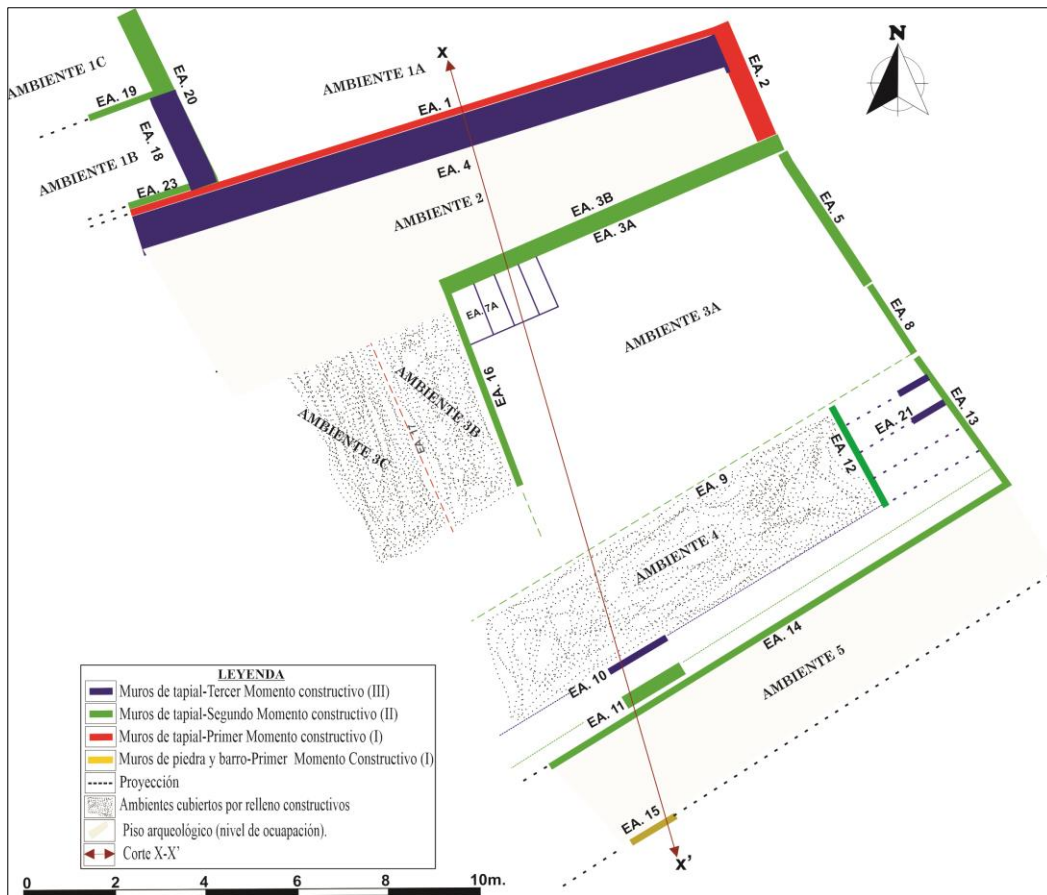 N
X
AMBIENTE 1C
AMBIENTE 1A
EA. 19
EA. 20
EA. 1
EA. 2
EA. 18
AMBIENTE 1B
EA. 4
EA. 23
AMBIENTE 2
EA. 3B
EA. 3A
EA. 5
EA. 7A
AMBIENTE 3A
EA. 8
EA. 16
AMBIENTE 3B
EA 17
AMBIENTE 3C
EA. 21
EA. 13
EA. 12
EA. 9
AMBIENTE 4
EA. 14
EA. 10
AMBIENTE 5
EA. 11
EA. 15
X'
LEYENDA
Muros de tapial-Tercer Momento constructivo (III)
Muros de tapial-Segundo Momento constructivo (II)
Muros de tapial-Primer Momento constructivo (I)
Muros de piedra y barro-Primer Momento Constructivo (I)
Proyección
Ambientes cubiertos por relleno constructivos
Piso arqueológico (nivel de ocuapación).
Corte X-X'
0 2 4 6 8 10m.